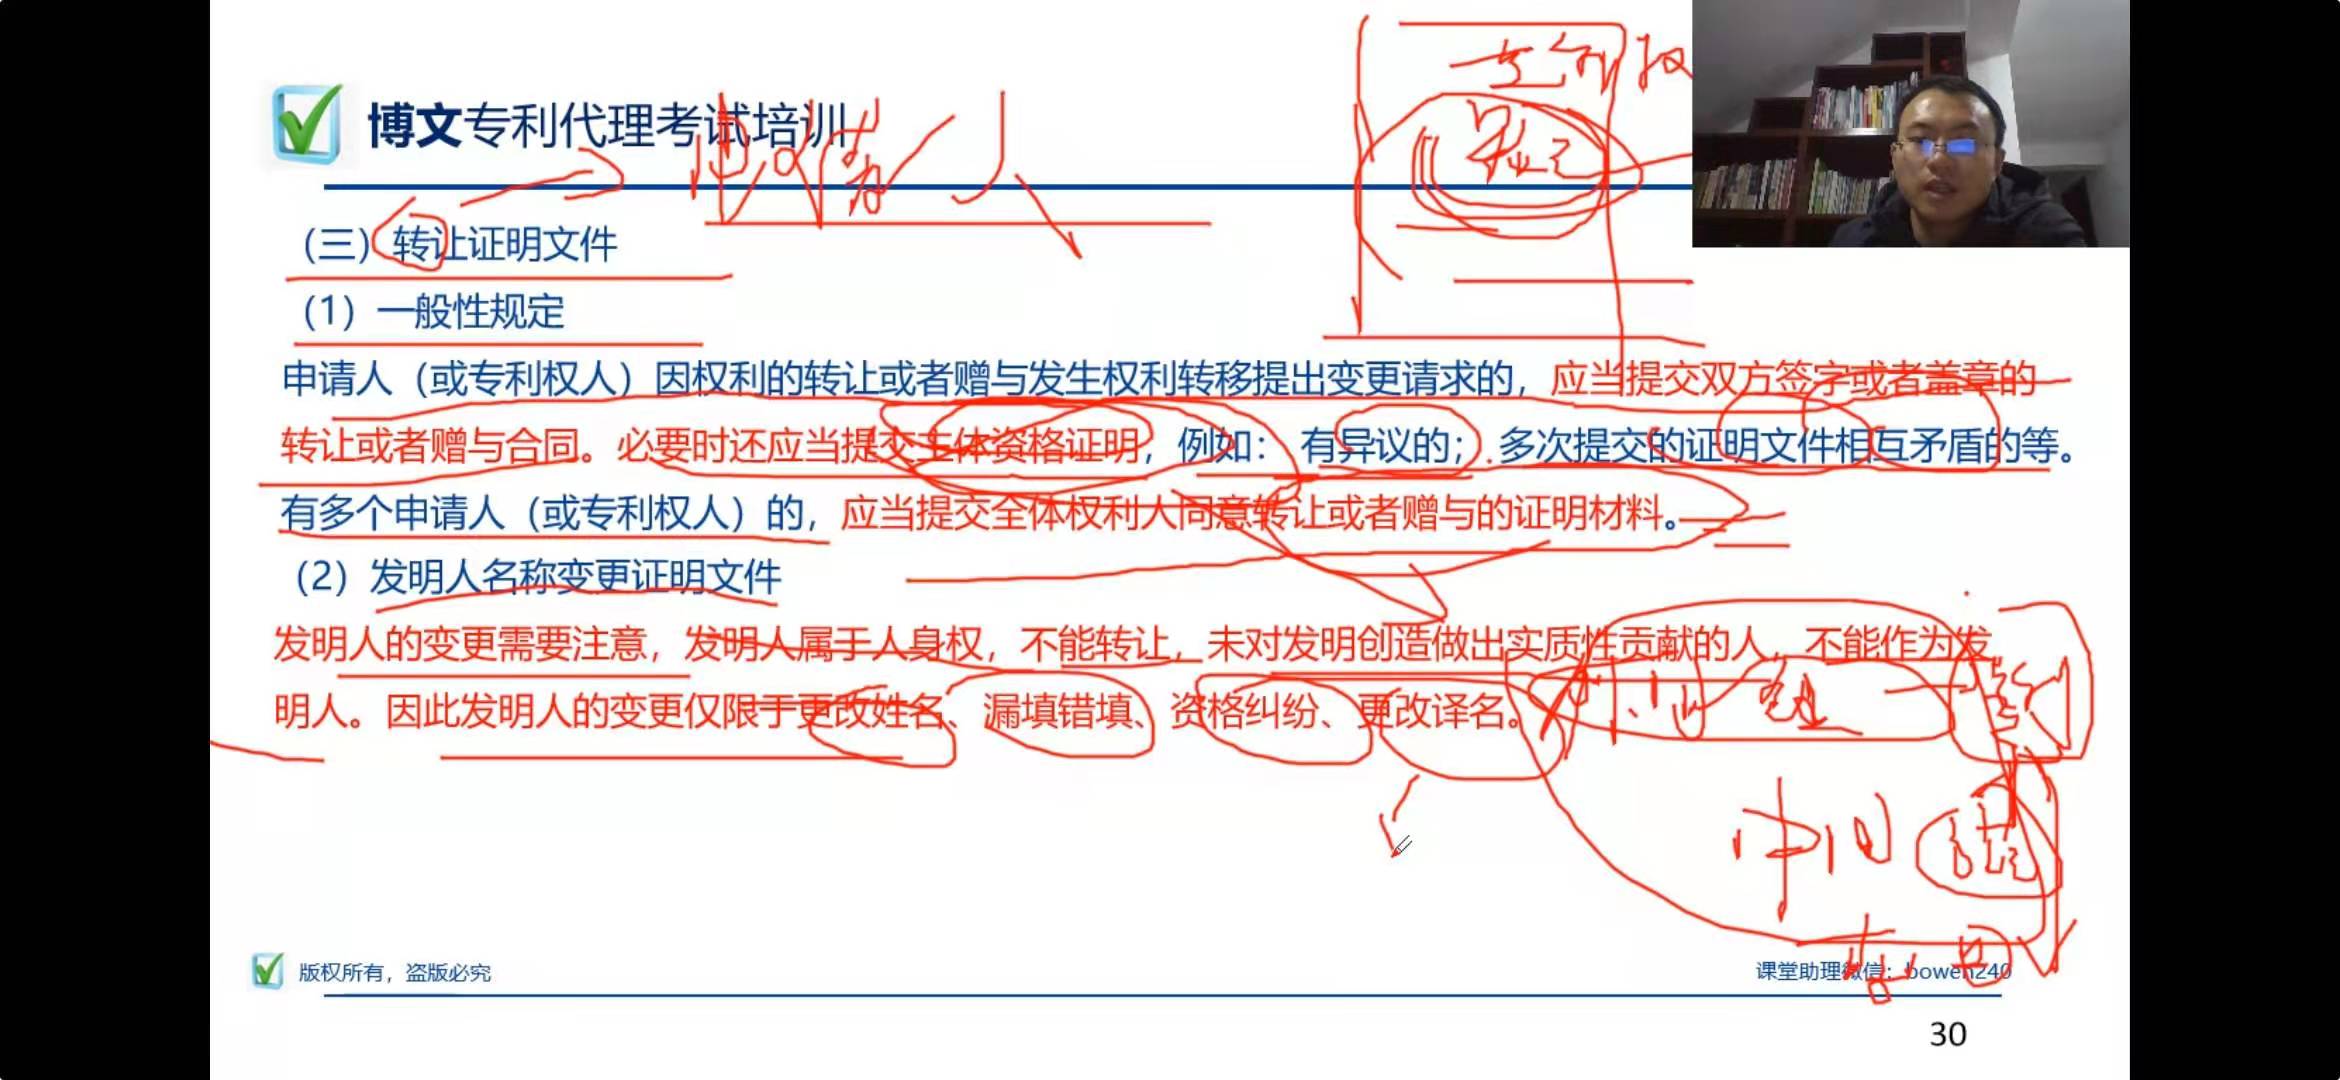 博文专利代理考试培训
（三）转让证明文件
（1）一般性规定
申请人（或专利权人）因权利的转让或者赠与发生权利转移提出变更请求的，应当提交双方签字或者盖章的
转让或者赠与合同。必要时还应当提交主体资格证明，例如： 有异议的；多次提交的证明文件相互矛盾的等。
有多个申请人（或专利权人）的，应当提交全体权利人同意转让或者赠与的证明材料。
（2）发明人名称变更证明文件
发明人的变更需要注意，发明人属于人身权，不能转让，未对发明创造做出实质性贡献的人，不能作为发
明人。因此发明人的变更仅限于更改姓名、漏填错填、资格纠纷、更改译名。
版权所有，盗版必究
课堂助理微信：bowen240
30